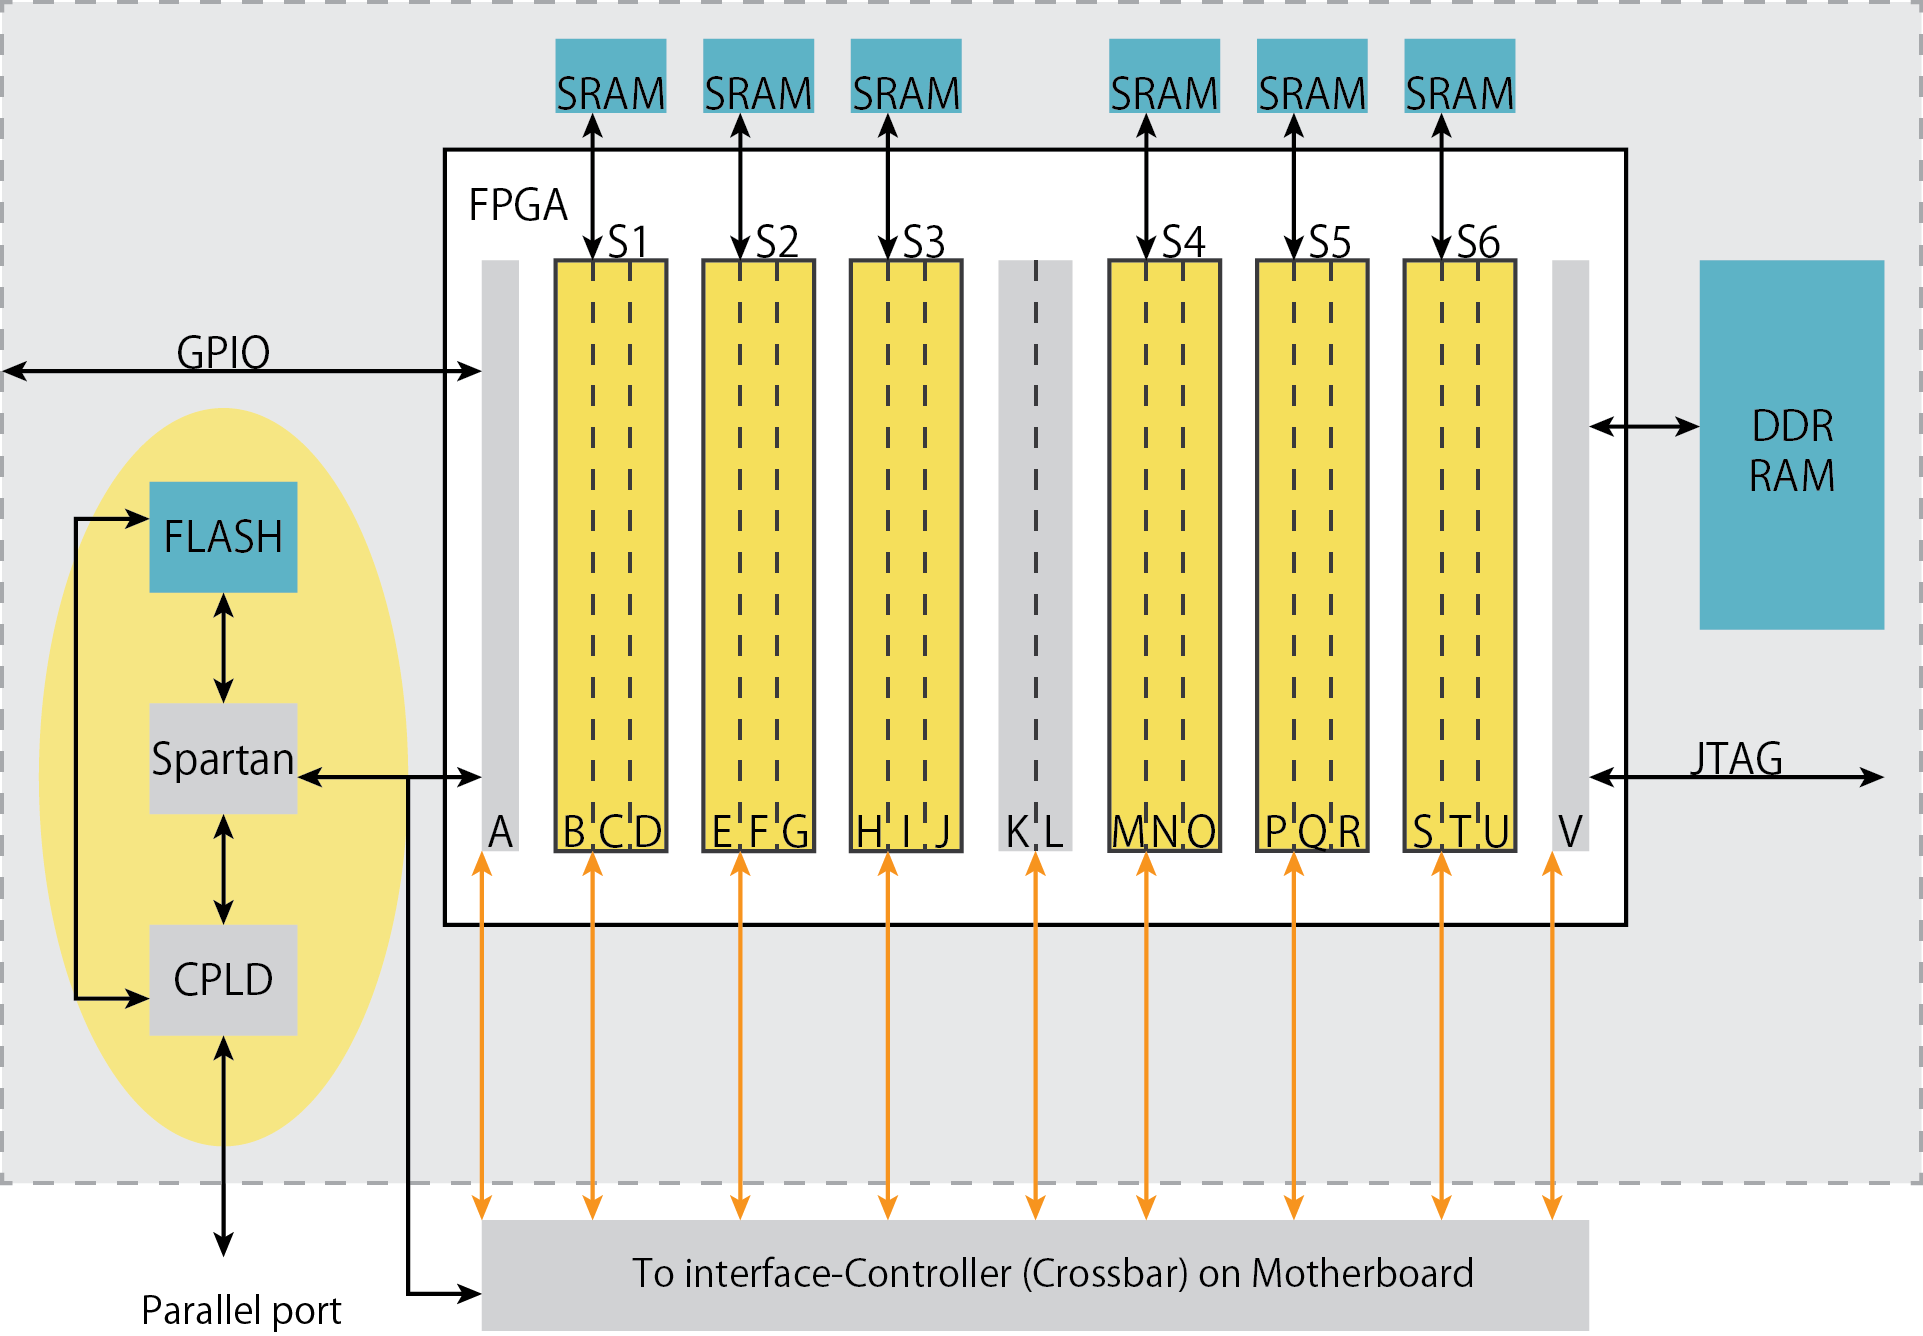 SRAM SRAM SRAM SRAM SRAM SRAM
FPGA
S1 S2 S3 S4 S5 S6
GPIO
DDR
RAM
FLASH
Spartan
JTAG
A B C D E F G H I J K L M N O P Q R S T U V
CPLD
To interface-Controller (Crossbar) on Motherboard
Parallel port